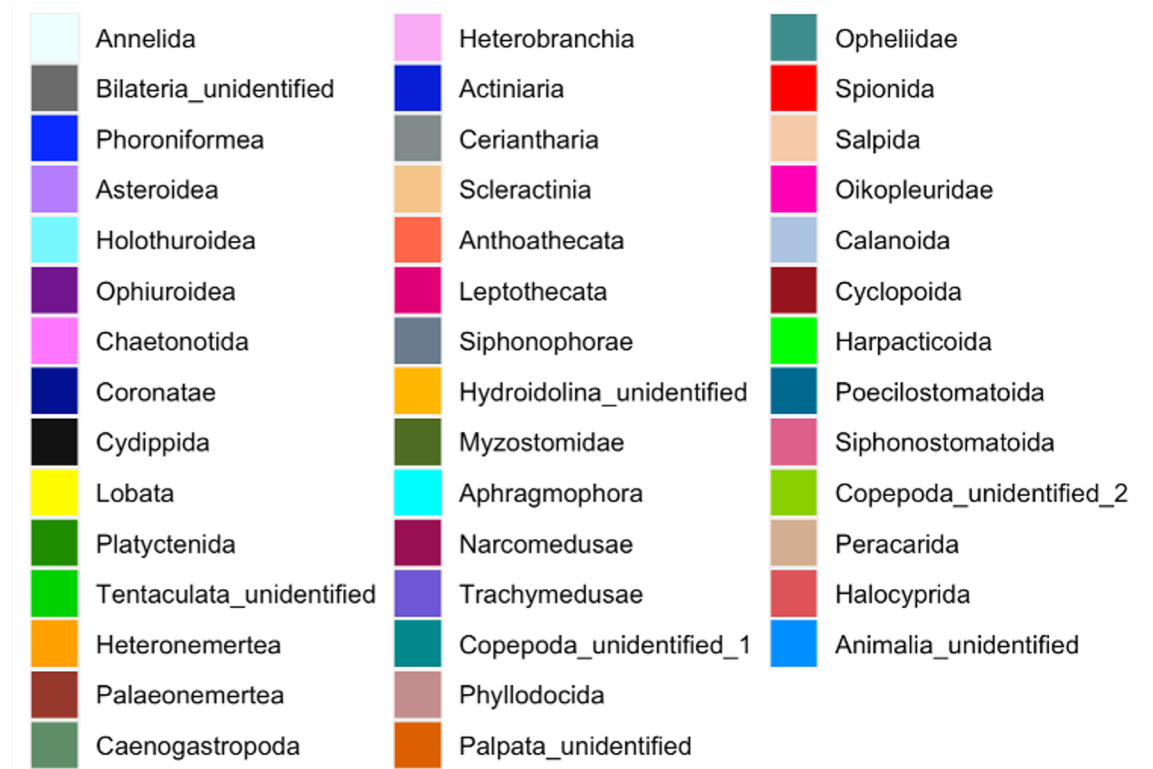 Annelida
Bilateria_unidentified
Phoroniformea
Asteroidea
Holothuroidea
Ophiuroidea
Chaetonotida
Coronatae
Cydippida
Lobata
Platyctenida
Tentaculata_unidentified
Heteronemertea
Palaeonemertea
Caenogastropoda
Heterobranchia
Actiniaria
Ceriantharia
Scleractinia
Anthoathecata
Leptothecata
Siphonophorae
Hydroidolina_unidentified
Myzostomidae
Aphragmophora
Narcomedusae
Trachymedusae
Copepoda_unidentified_1
Phyllodocida
Palpata_unidentified
Opheliidae
Spionida
Salpida
Oikopleuridae
Calanoida
Cyclopoida
Harpacticoida
Poecilostomatoida
Siphonostomatoida
Copepoda_unidentified_2
Peracarida
Halocyprida
Animalia_unidentified